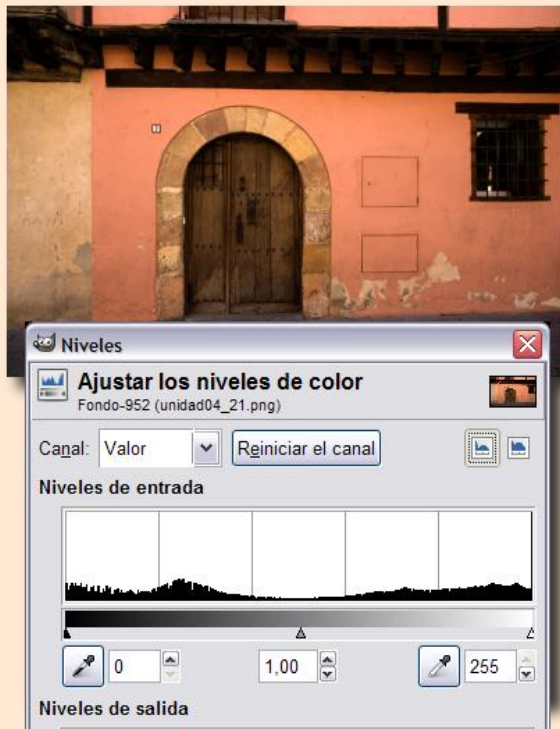 Niveles
Ajustar los niveles de color
Fondo-952 (unidad04_21.png)
Canal: Valor Reiniciar el canal
Niveles de entrada
0 1,00 255
Niveles de salida